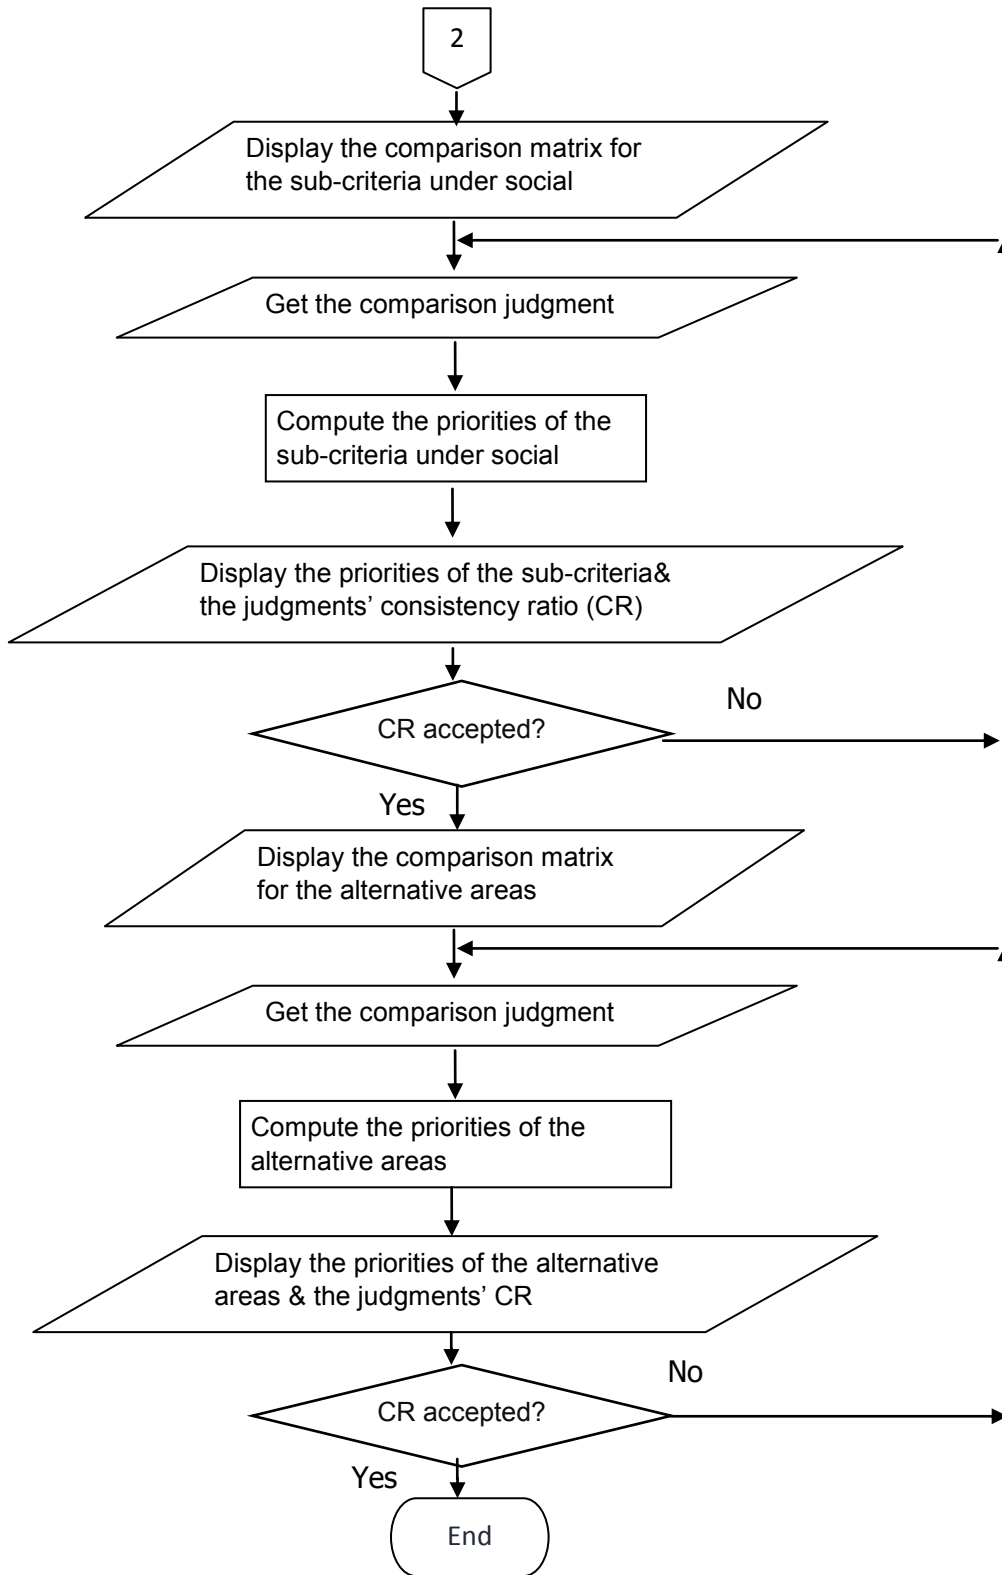 2
Display the comparison matrix for
the sub-criteria under social
Get the comparison judgment
Compute the priorities of the
sub-criteria under social
Display the priorities of the sub-criteria&
the judgments’ consistency ratio (CR)
No
CR accepted?
Yes
Display the comparison matrix
for the alternative areas
Get the comparison judgment
Compute the priorities of the
alternative areas
Display the priorities of the alternative
areas & the judgments’ CR
No
CR accepted?
Yes
End